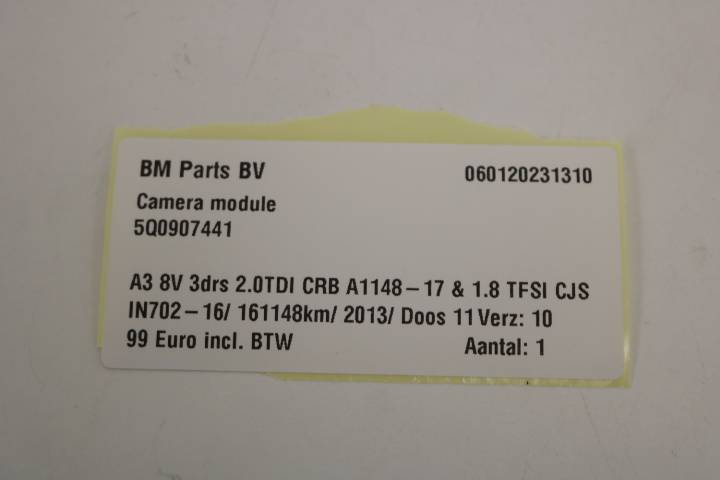 BM Parts BV 060120231310
Camera module
5Q0907441
A3 8V 3drs 2.0TDI CRB A1148-17 & 1.8 TFSI CJS
IN702-16/ 161148km/ 2013/ Doos 11 Verz: 10
99 Euro incl. BTW Aantal: 1